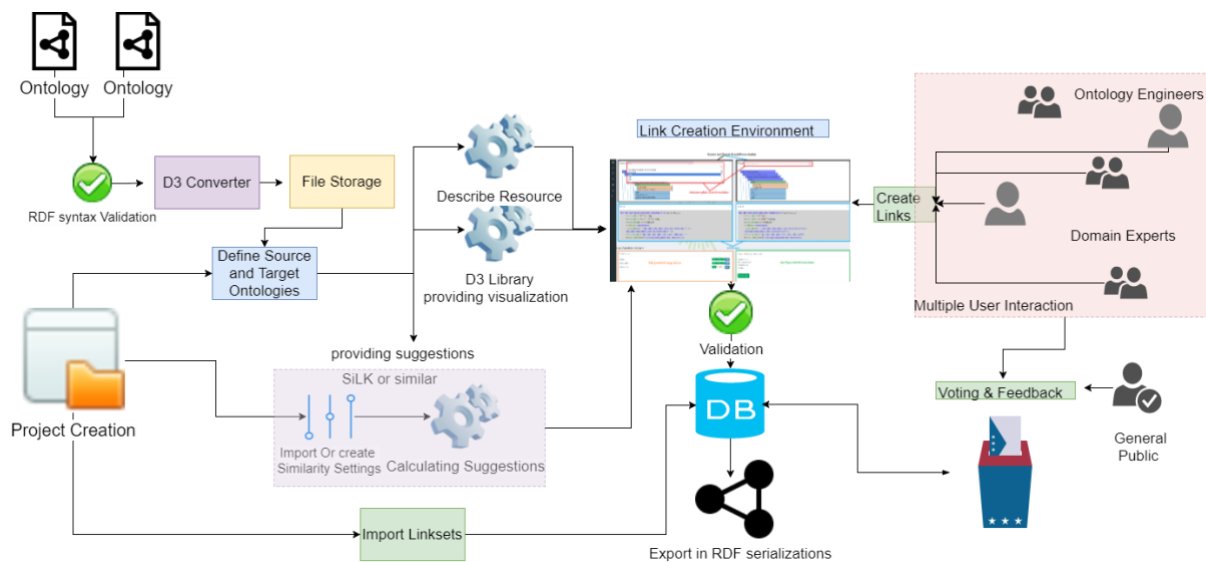 Ontology
Ontology
RDF syntax Validation
D3 Converter
File Storage
Define Source
and Target
Ontologies
Project Creation
Describe Resource
D3 Library
providing visualization
providing suggestions
SiLK or similar
Import Or create
Similarity Settings
Calculating Suggestions
Import Linksets
Link Creation Environment
Validation
DB
Export in RDF serializations
Create
Links
Ontology Engineers
Domain Experts
Multiple User Interaction
Voting & Feedback
General
Public